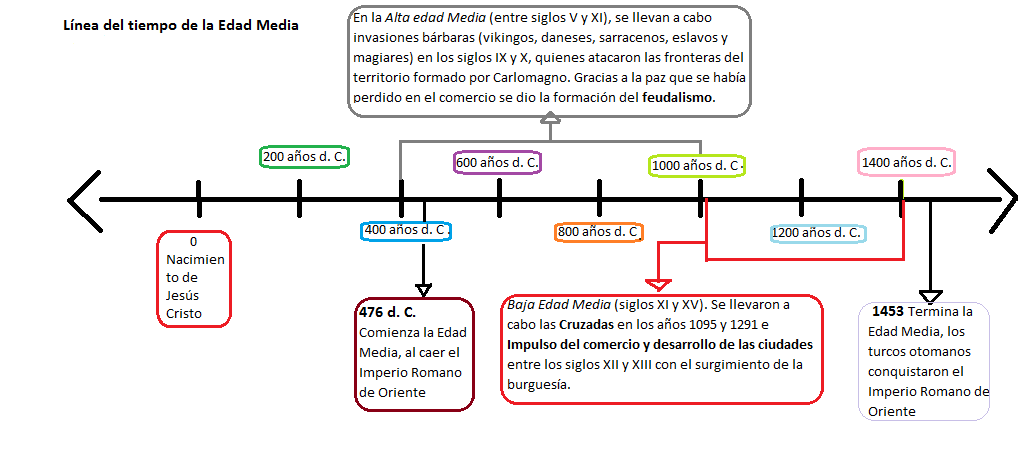 Línea del tiempo de la Edad Media
En la Alta edad Media (entre siglos V y XI), se llevan a cabo
invasiones bárbaras (vikingos, daneses, sarracenos, eslavos y
magiares) en los siglos IX y X, quienes atacaron las fronteras del
territorio formado por Carlomagno. Gracias a la paz que se había
perdido en el comercio se dio la formación del feudalismo.
200 años d. C.
600 años d. C.
1000 años d. C.
1400 años d. C.
400 años d. C.
800 años d. C.
1200 años d. C.
0
Nacimien
to de
Jesús
Cristo
476 d. C.
Comienza la Edad
Media, al caer el
Imperio Romano
de Oriente
Baja Edad Media (siglos XI y XV). Se llevaron a
cabo las Cruzadas en los años 1095 y 1291 e
Impulso del comercio y desarrollo de las ciudades
entre los siglos XII y XIII con el surgimiento de la
burguesía.
1453 Termina la
Edad Media, los
turcos otomanos
conquistaron el
Imperio Romano de
Oriente